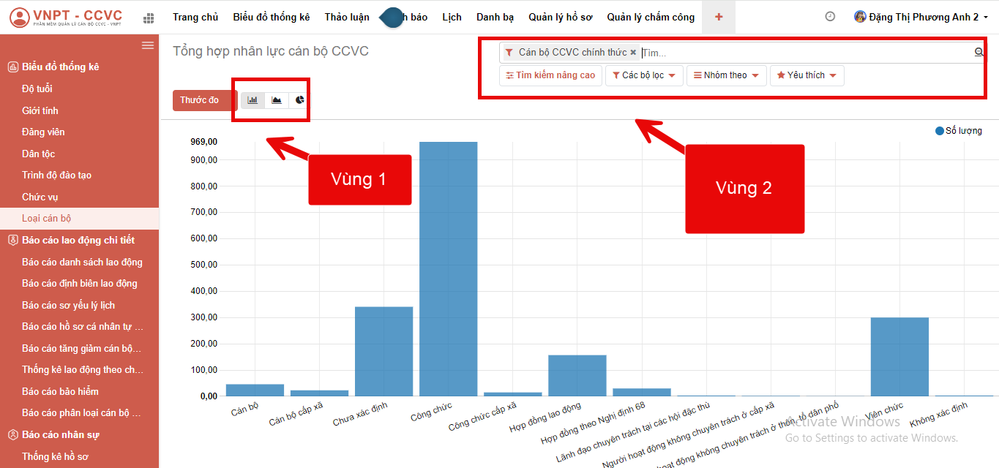 VNPT - CCVC
PHẦN MỀM QUẢN LÝ CÁN BỘ CCVC - VNPT
Trang chủ
Biểu đồ thống kê
Thảo luận
h báo
Lịch
Danh bạ
Quản lý hồ sơ
Quản lý chấm công
+
Đặng Thị Phương Anh 2
Biểu đồ thống kê
Độ tuổi
Giới tính
Đảng viên
Dân tộc
Trình độ đào tạo
Chức vụ
Loại cán bộ
Báo cáo lao động chi tiết
Báo cáo danh sách lao động
Báo cáo định biên lao động
Báo cáo sơ yếu lý lịch
Báo cáo hồ sơ cá nhân tự ...
Báo cáo tăng giảm cán bộ...
Thống kê lao động theo ch...
Báo cáo bảo hiểm
Báo cáo phân loại cán bộ ...
Báo cáo nhân sự
Thống kê hồ sơ
Tổng hợp nhân lực cán bộ CCVC
Cán bộ CCVC chính thức ×
Tìm...
Tìm kiếm nâng cao
Các bộ lọc
Nhóm theo
Yêu thích
Thước đo
Vùng 1
Vùng 2
Số lượng
969,00
900,00
800,00
700,00
600,00
500,00
400,00
300,00
200,00
100,00
0,00
Cán bộ
Cán bộ cấp xã
Chưa xác định
Công chức
Công chức cấp xã
Hợp đồng lao động
Hợp đồng theo Nghị định 68
Lãnh đạo chuyên trách tại các hội đặc thù
Người hoạt động không chuyên trách ở cấp xã
hoạt động không chuyên trách ở thôn, tổ dân phố
Viên chức
Không xác định
Activate Windows
Go to Settings to activate Windows.